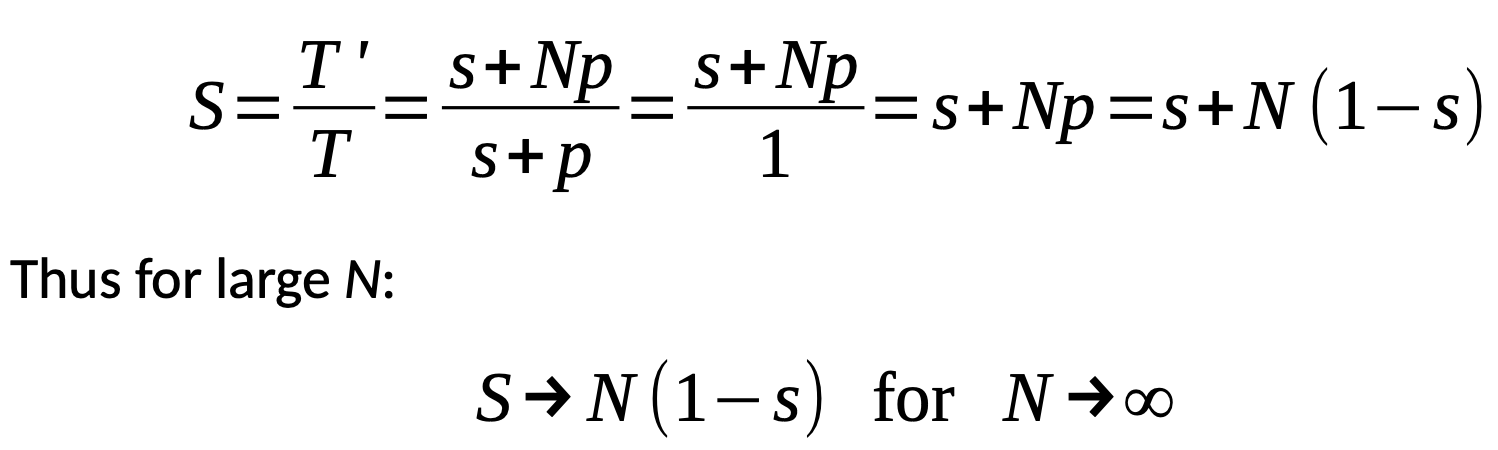 S = T ′ / T = s + Np / s + p = s + Np / 1 = s + Np = s + N (1 − s)
Thus for large N:
S → N (1 − s) for N → ∞